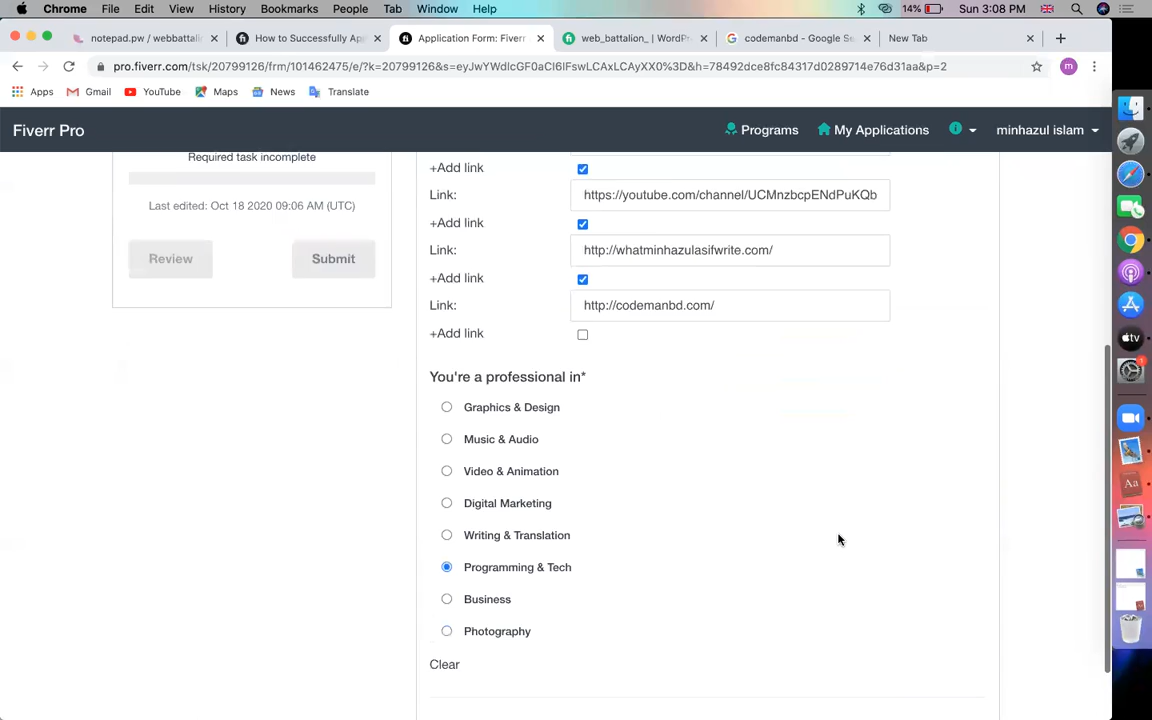 Chrome File Edit View History Bookmarks People Tab Window Help 14% Sun 3:08 PM
notepad.pw / webbattali
How to Successfully Ap
Application Form: Fiverr
web_battalion_ | WordPr
codemanbd - Google Se
New Tab
pro.fiverr.com/tsk/20799126/frm/101462475/e/?k=20799126&s=eyJwYWdlcGF0aCI6IFswLCAxLCAyXX0%3D&h=78492dce8fc84317d0289714e76d31aa&p=2
Apps Gmail YouTube Maps News Translate
Fiverr Pro Programs My Applications minhazul islam
Required task incomplete
Last edited: Oct 18 2020 09:06 AM (UTC)
Review Submit
+Add link
Link: https://youtube.com/channel/UCMnzbcpENdPuKQb
+Add link
Link: http://whatminhazulasifwrite.com/
+Add link
Link: http://codemanbd.com/
+Add link
You're a professional in*
Graphics & Design
Music & Audio
Video & Animation
Digital Marketing
Writing & Translation
Programming & Tech
Business
Photography
Clear
tv
Aa